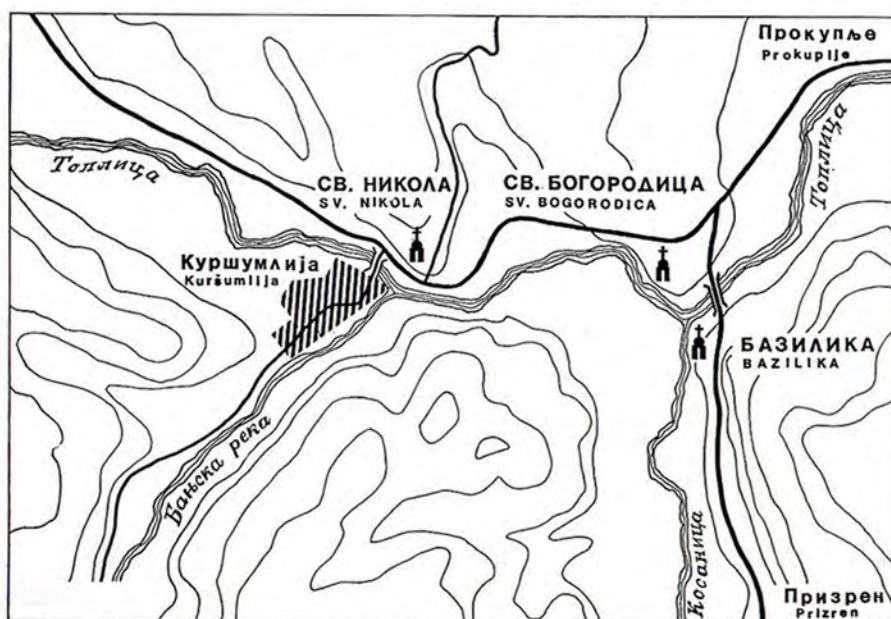 Прокупље
Prokuplje
Топлица
Топлица
СВ. НИКОЛА
SV. NIKOLA
СВ. БОГОРОДИЦА
SV. BOGORODICA
Куршумлија
Kuršumlija
БАЗИЛИКА
BAZILIKA
Бањска река
Косаница
Призрен
Prizren